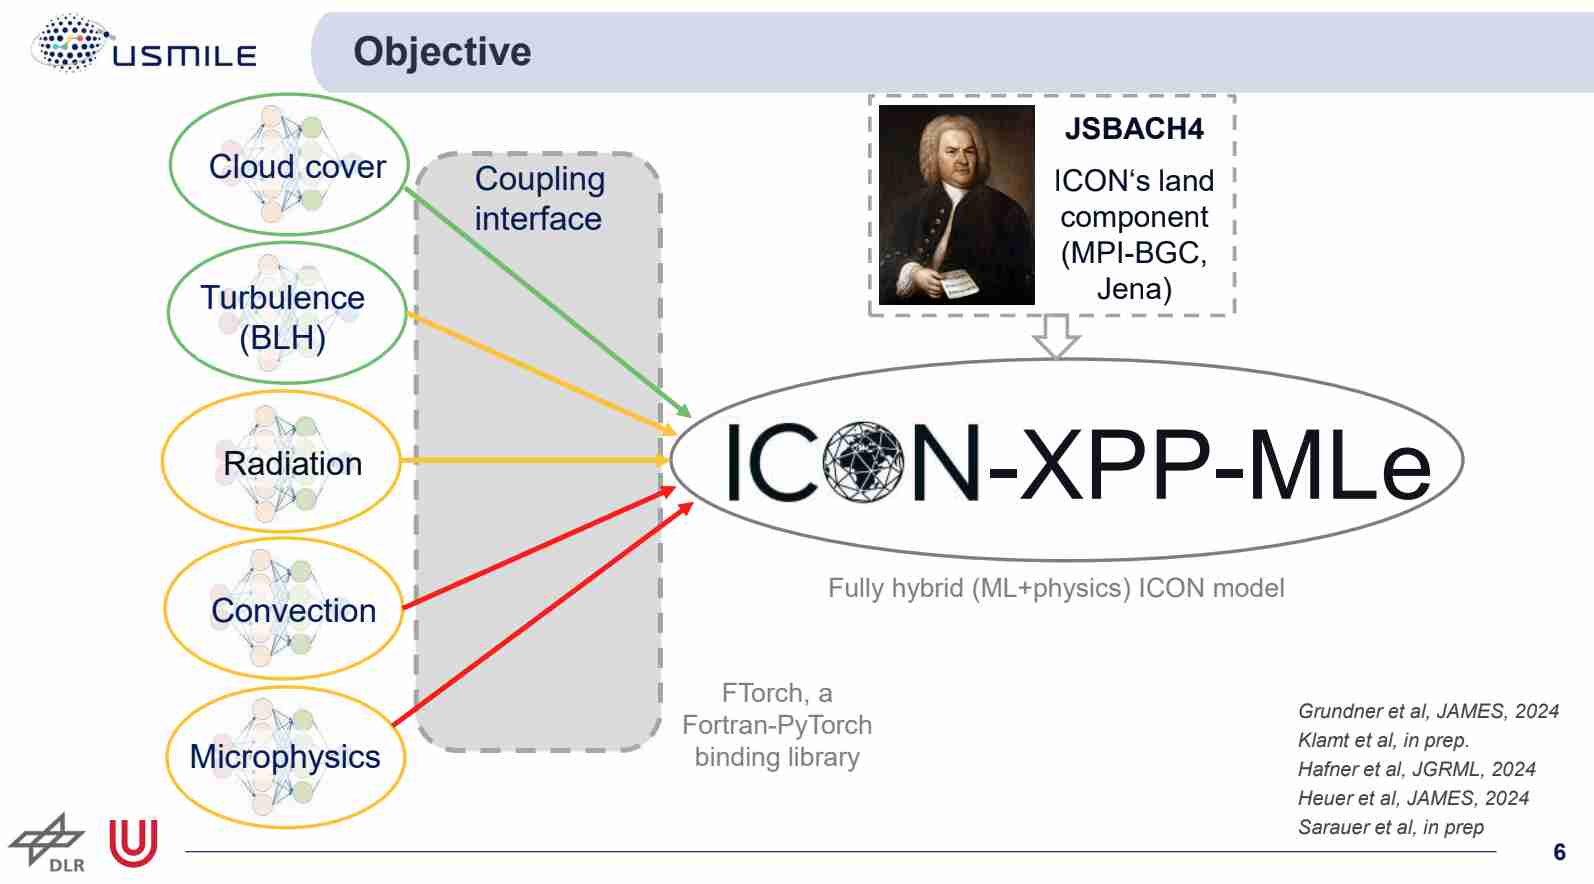 USMILE
Objective
Cloud cover
Turbulence
(BLH)
Radiation
Convection
Microphysics
Coupling
interface
JSBACH4
ICON‘s land
component
(MPI-BGC,
Jena)
ICON-XPP-MLe
Fully hybrid (ML+physics) ICON model
FTorch, a
Fortran-PyTorch
binding library
Grundner et al, JAMES, 2024
Klamt et al, in prep.
Hafner et al, JGRML, 2024
Heuer et al, JAMES, 2024
Sarauer et al, in prep
DLR
6